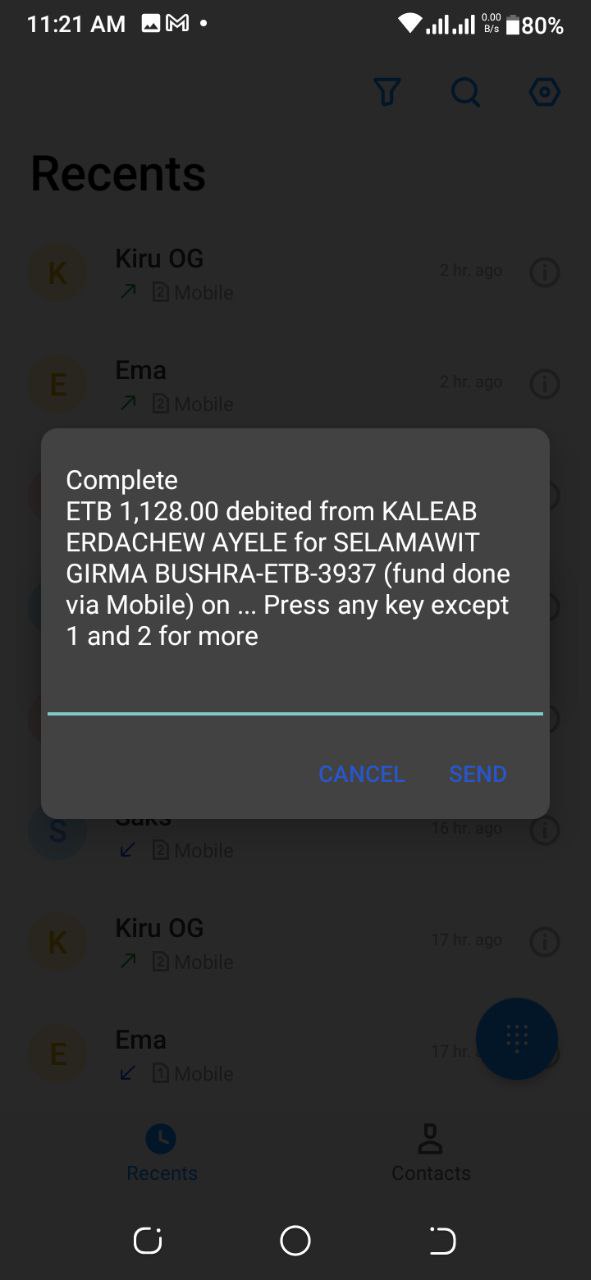 11:21 AM
0.00
B/s
80%
Recents
K
Kiru OG
2 hr. ago
2 Mobile
E
Ema
2 hr. ago
2 Mobile
Complete
ETB 1,128.00 debited from KALEAB
ERDACHEW AYELE for SELAMAWIT
GIRMA BUSHRA-ETB-3937 (fund done
via Mobile) on ... Press any key except
1 and 2 for more
CANCEL
SEND
S
Saks
16 hr. ago
2 Mobile
K
Kiru OG
17 hr. ago
2 Mobile
E
Ema
17 hr.
1 Mobile
Recents
Contacts